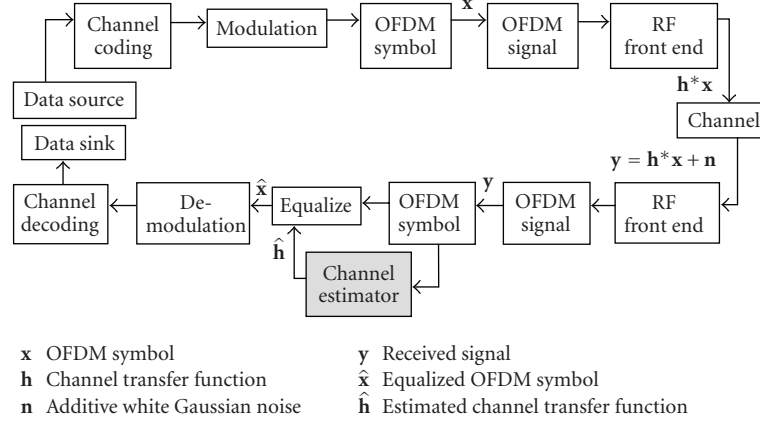 Channel
coding
Modulation
OFDM
symbol
x
OFDM
signal
RF
front end
h*x
Data source
Channel
Data sink
y = h*x + n
Channel
decoding
De-
modulation
x̂
Equalize
ĥ
OFDM
symbol
y
OFDM
signal
RF
front end
Channel
estimator
x OFDM symbol
h Channel transfer function
n Additive white Gaussian noise
y Received signal
x̂ Equalized OFDM symbol
ĥ Estimated channel transfer function